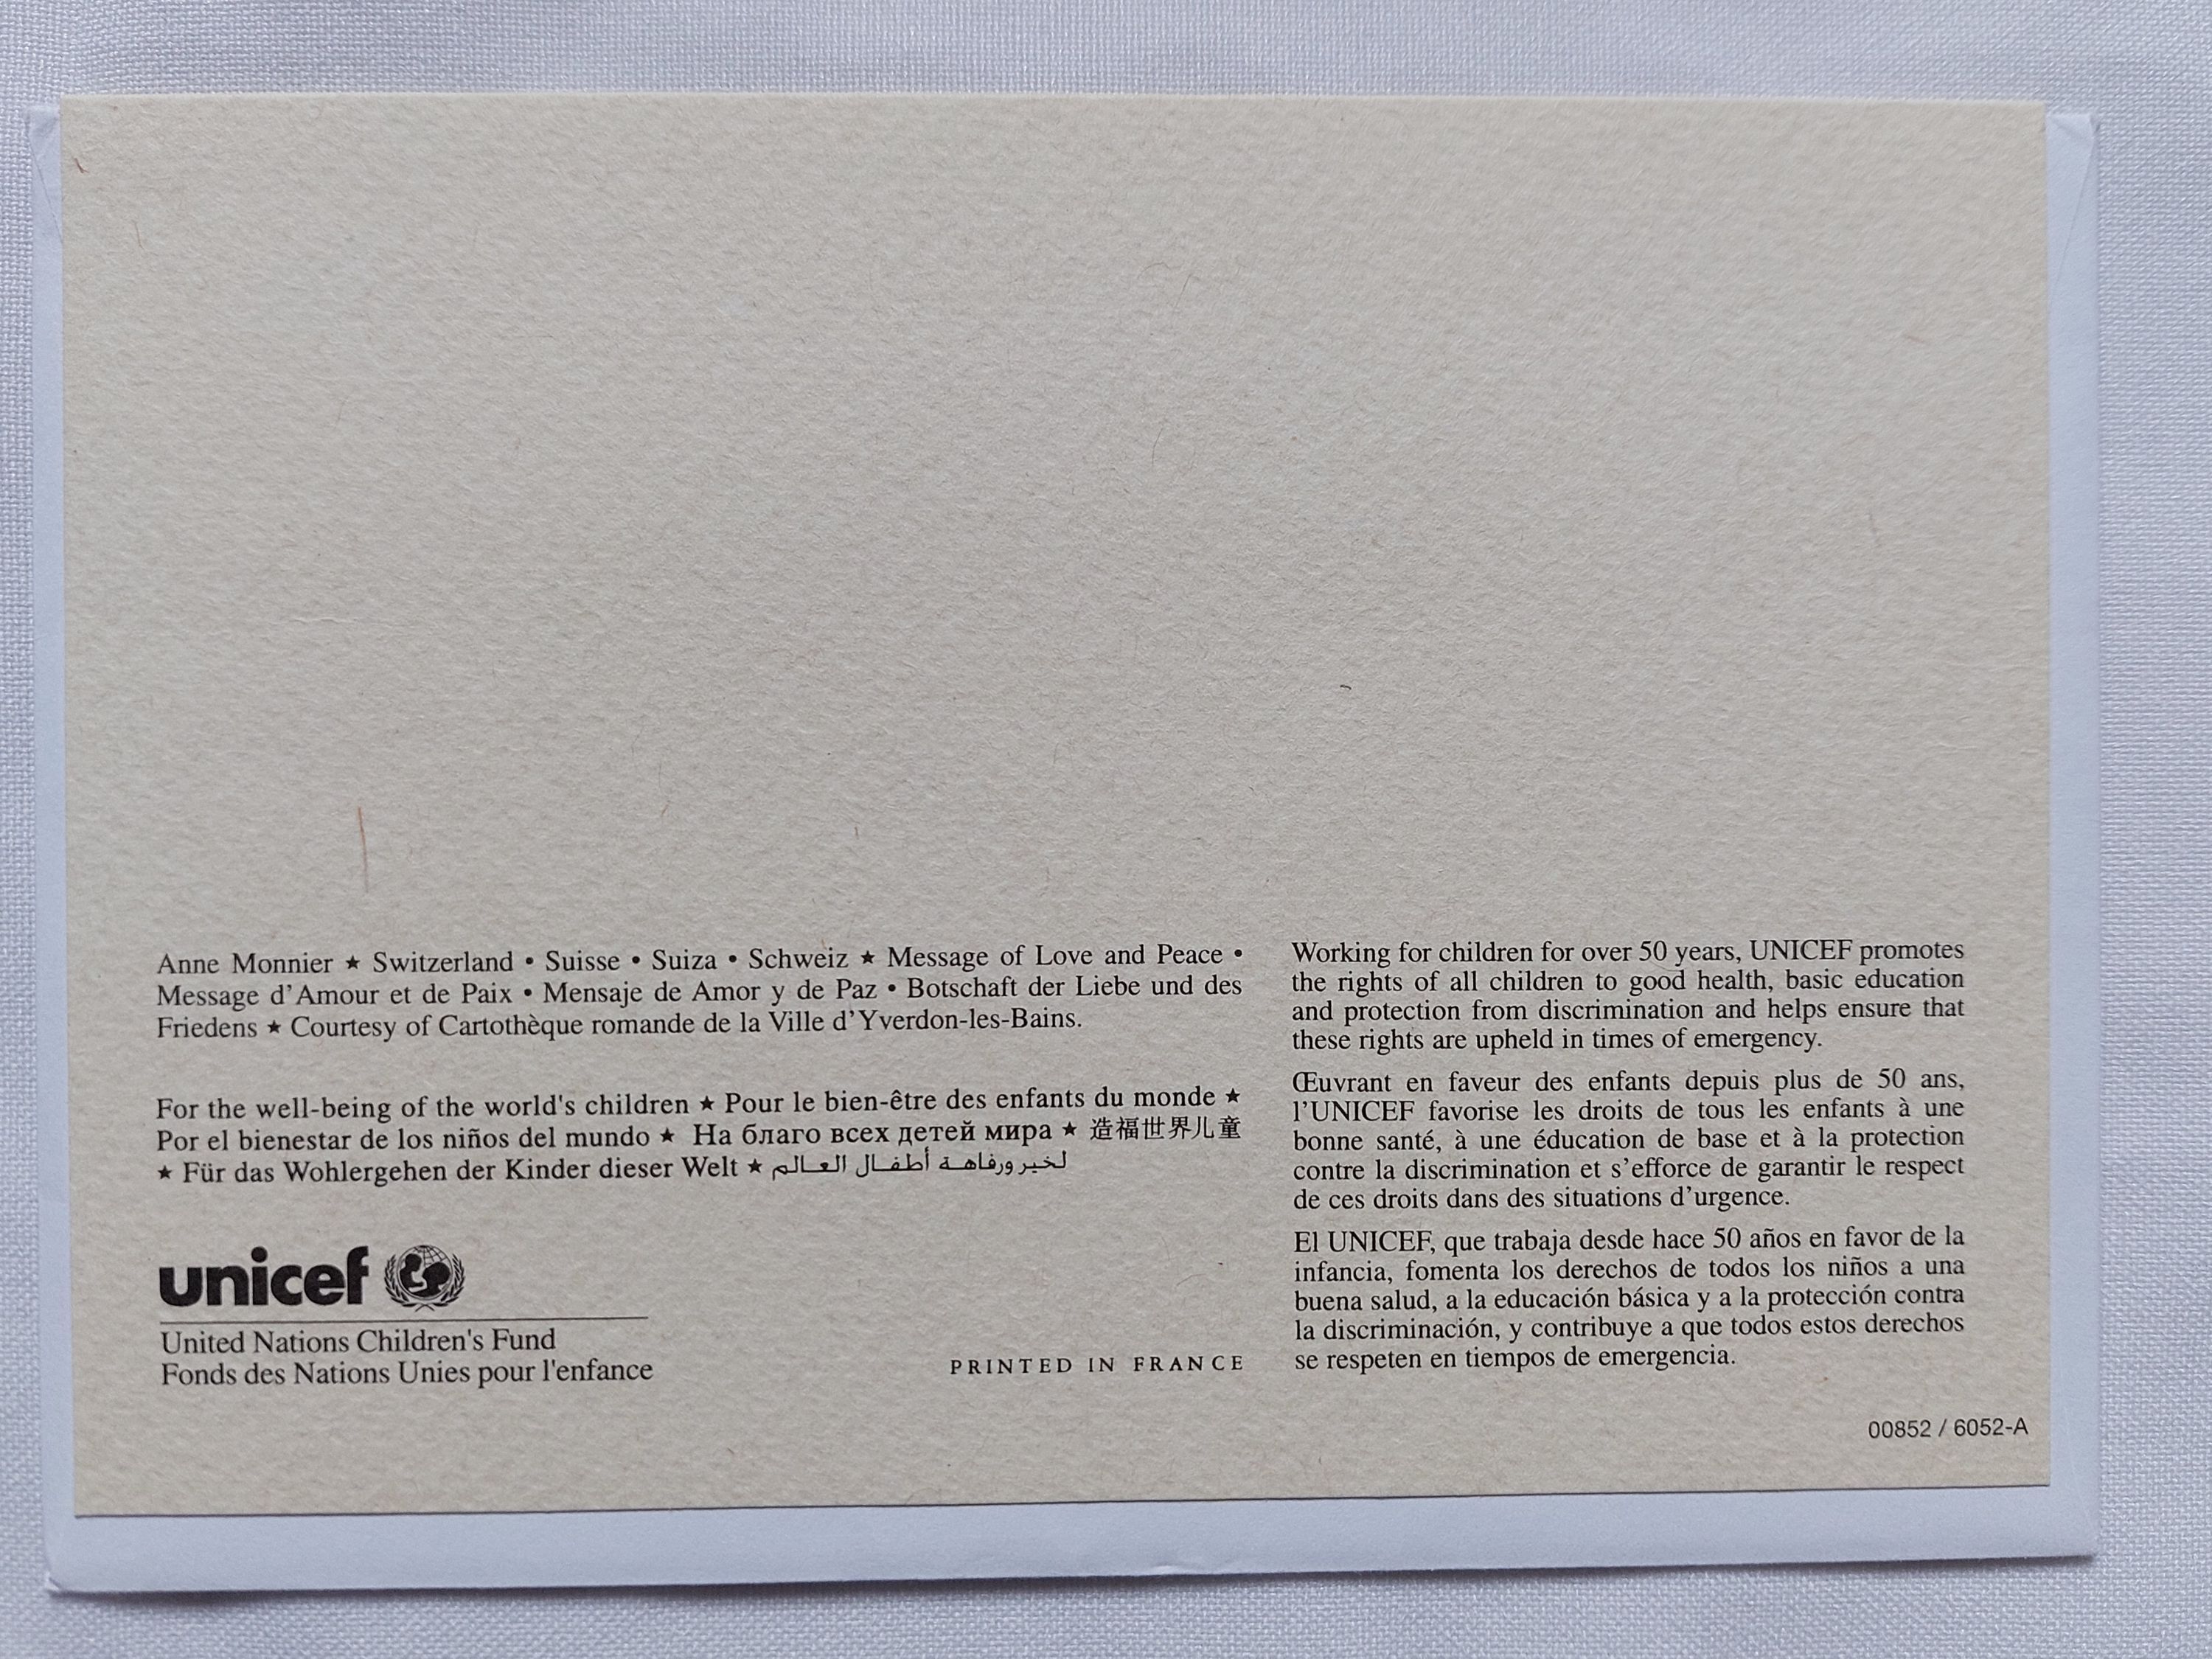 Anne Monnier ★ Switzerland • Suisse • Suiza • Schweiz ★ Message of Love and Peace •
Message d'Amour et de Paix • Mensaje de Amor y de Paz • Botschaft der Liebe und des
Friedens ★ Courtesy of Cartothèque romande de la Ville d'Yverdon-les-Bains.
For the well-being of the world's children ★ Pour le bien-être des enfants du monde ★
Por el bienestar de los niños del mundo ★ На благо всех детей мира ★ 造福世界儿童
★ Für das Wohlergehen der Kinder dieser Welt ★ لخير ورفاهـة أطفـال العـالم
unicef
United Nations Children's Fund
Fonds des Nations Unies pour l'enfance
PRINTED IN FRANCE
Working for children for over 50 years, UNICEF promotes
the rights of all children to good health, basic education
and protection from discrimination and helps ensure that
these rights are upheld in times of emergency.
Œuvrant en faveur des enfants depuis plus de 50 ans,
l'UNICEF favorise les droits de tous les enfants à une
bonne santé, à une éducation de base et à la protection
contre la discrimination et s'efforce de garantir le respect
de ces droits dans des situations d'urgence.
El UNICEF, que trabaja desde hace 50 años en favor de la
infancia, fomenta los derechos de todos los niños a una
buena salud, a la educación básica y a la protección contra
la discriminación, y contribuye a que todos estos derechos
se respeten en tiempos de emergencia.
00852 / 6052-A